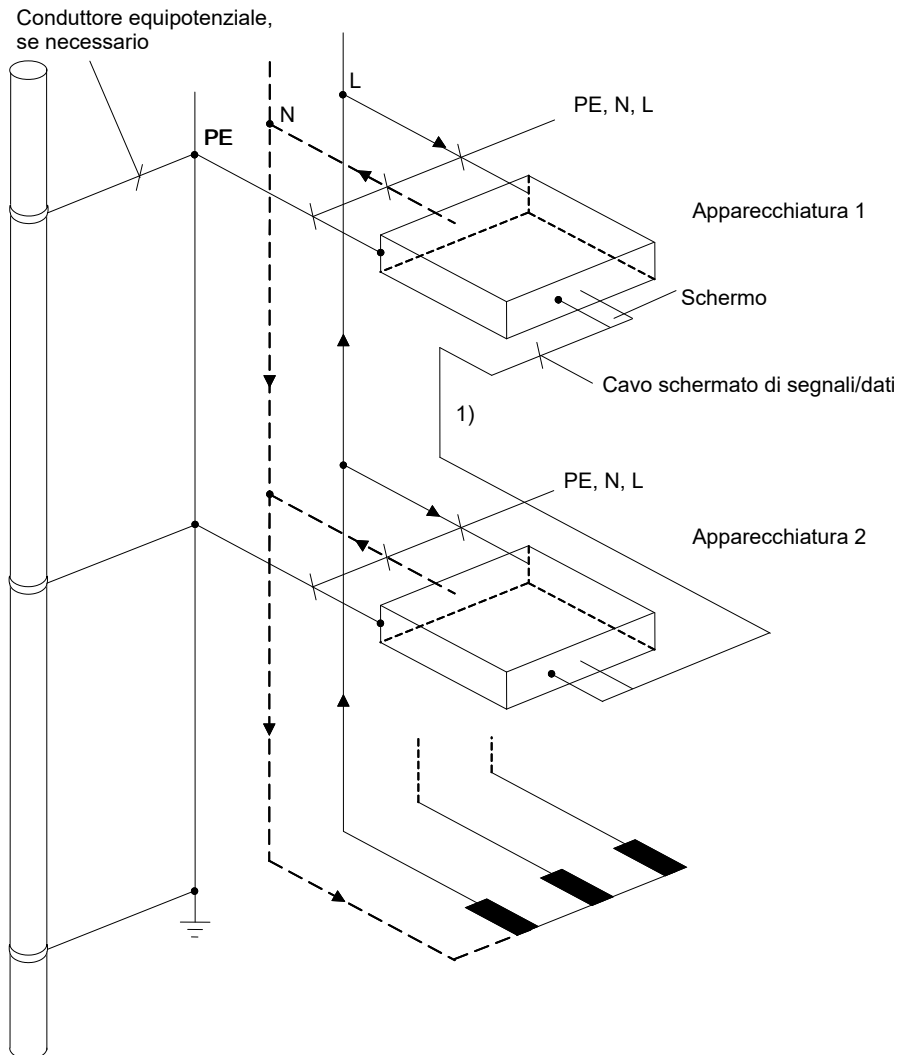 Conduttore equipotenziale,
se necessario
L
PE, N, L
N
PE
Apparecchiatura 1
Schermo
Cavo schermato di segnali/dati
1)
PE, N, L
Apparecchiatura 2